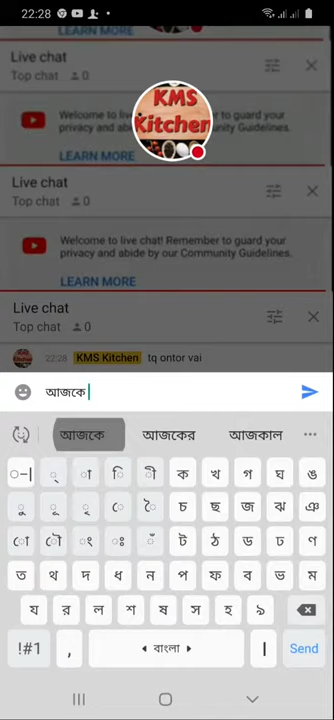 22:28
LEARN MORE
Live chat
Top chat 0
KMS
Kitchen
Welcome to live chat! Remember to guard your
privacy and abide by our Community Guidelines.
LEARN MORE
Live chat
Top chat 0
Welcome to live chat! Remember to guard your
privacy and abide by our Community Guidelines.
LEARN MORE
Live chat
Top chat 0
22:28 KMS Kitchen tq ontor vai
আজকে
আজকে আজকের আজকাল
ক খ গ ঘ ঙ
চ ছ জ ঝ ঞ
ট ঠ ড ঢ ণ
ত থ দ ধ ন প ফ ব ভ ম
য র ল শ ষ স হ ৯
!#1 , বাংলা । Send